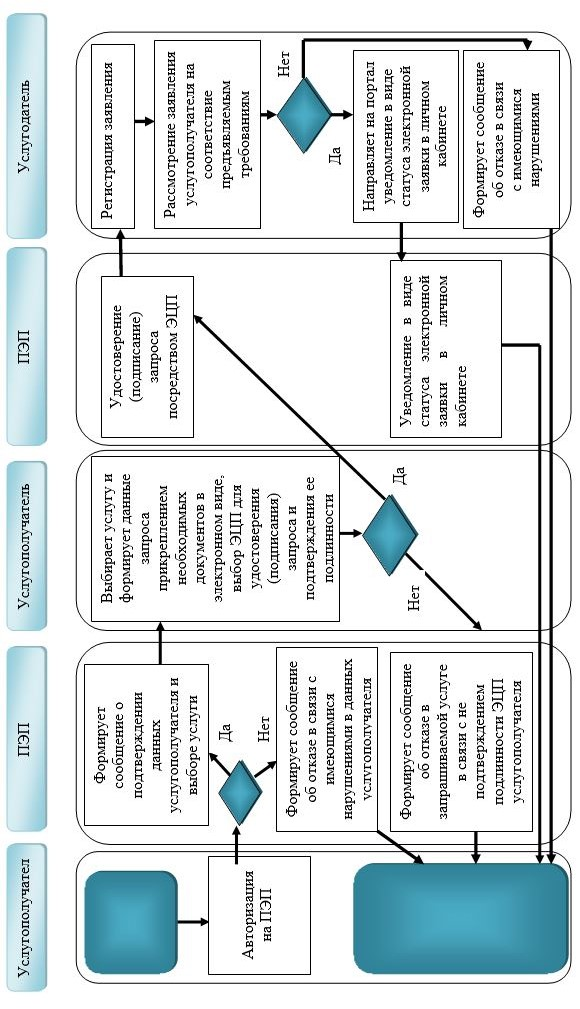 Услугополучател
ПЭП
Услугополучатель
ПЭП
Услугодатель
Авторизация
на ПЭП
Формирует
сообщение о
подтверждении
данных
услугополучателя и
выборе услуги
Да
Нет
Формирует сообщение
об отказе в связи с
имеющимися
нарушениями в данных
услугополучателя
Формирует сообщение
об отказе в
запрашиваемой услуге
в связи с не
подтверждением
подлинности ЭЦП
услугополучателя
Выбирает услугу и
формирует данные
запроса
прикреплением
необходимых
документов в
электронном виде,
выбор ЭЦП для
удостоверения
(подписания)
запроса и
подтверждения ее
подлинности
Да
Нет
Удостоверение
(подписание)
запроса
посредством ЭЦП
Уведомление в виде
статуса электронной
заявки в личном
кабинете
Регистрация заявления
Рассмотрение заявления
услугополучателя на
соответствие
предъявляемым
требованиям
Нет
Да
Направляет на портал
уведомление в виде
статуса электронной
заявки в личном
кабинете
Формирует сообщение
об отказе в связи
с имеющимися
нарушениями